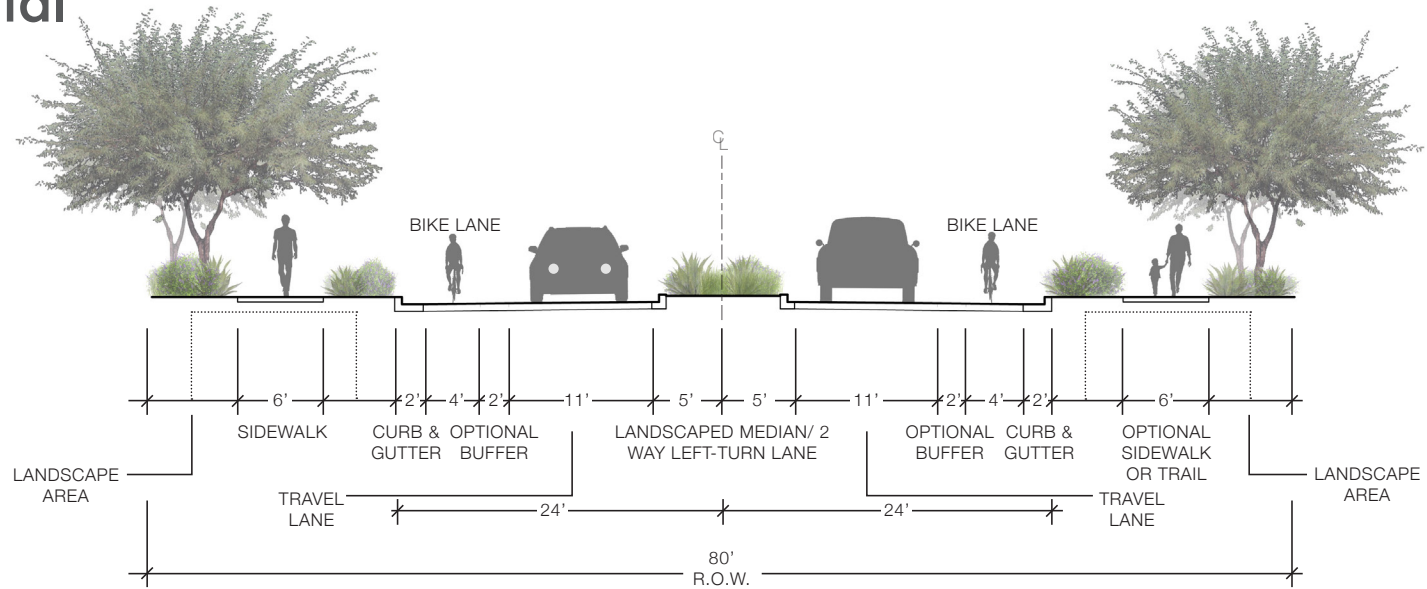 BIKE LANE
BIKE LANE
6’
2’
4’
2’
11’
5’
5’
11’
2’
4’
2’
6’
SIDEWALK
CURB &
GUTTER
OPTIONAL
BUFFER
LANDSCAPED MEDIAN/ 2
WAY LEFT-TURN LANE
OPTIONAL
BUFFER
CURB &
GUTTER
OPTIONAL
SIDEWALK
OR TRAIL
LANDSCAPE
AREA
LANDSCAPE
AREA
TRAVEL
LANE
TRAVEL
LANE
24’
24’
80’
R.O.W.